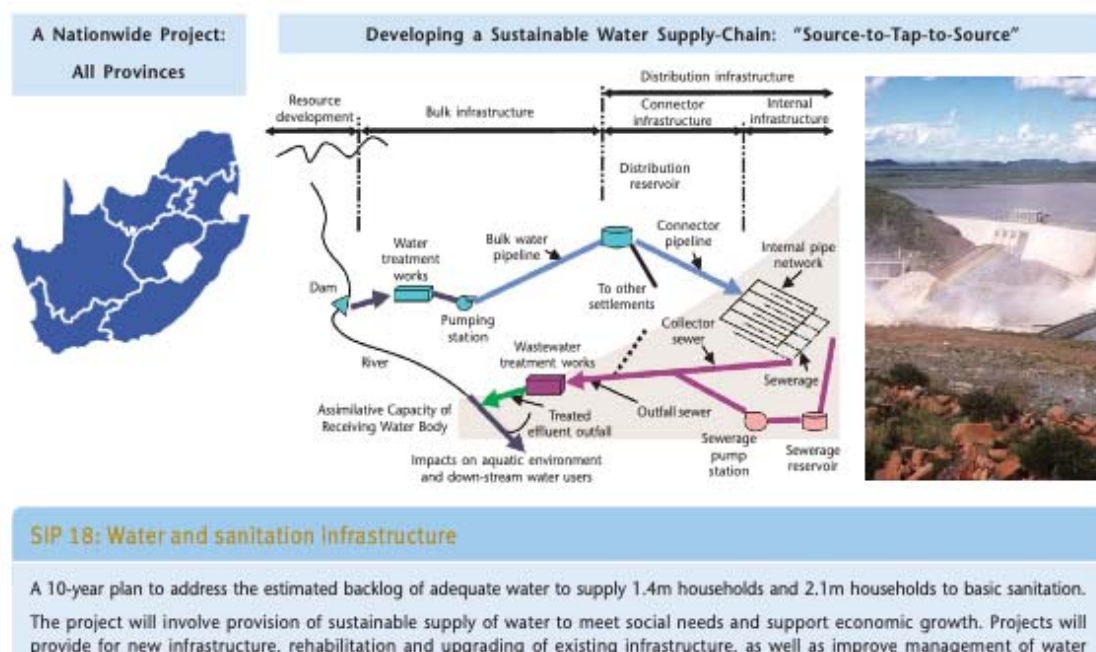 A Nationwide Project:
All Provinces
Developing a Sustainable Water Supply-Chain: "Source-to-Tap-to-Source"
Distribution infrastructure
Resource
development
Bulk infrastructure
Connector
infrastructure
Internal
infrastructure
Distribution
reservoir
Water
treatment
works
Bulk water
pipeline
Connector
pipeline
Internal pipe
network
Dam
To other
settlements
Pumping
station
Collector
sewer
River
Wastewater
treatment works
Sewerage
Assimilative Capacity of
Receiving Water Body
Treated
effluent outfall
Outfall sewer
Impacts on aquatic environment
and down-stream water users
Sewerage
pump
station
Sewerage
reservoir
SIP 18: Water and sanitation infrastructure
A 10-year plan to address the estimated backlog of adequate water to supply 1.4m households and 2.1m households to basic sanitation.
The project will involve provision of sustainable supply of water to meet social needs and support economic growth. Projects will
provide for new infrastructure, rehabilitation and upgrading of existing infrastructure, as well as improve management of water